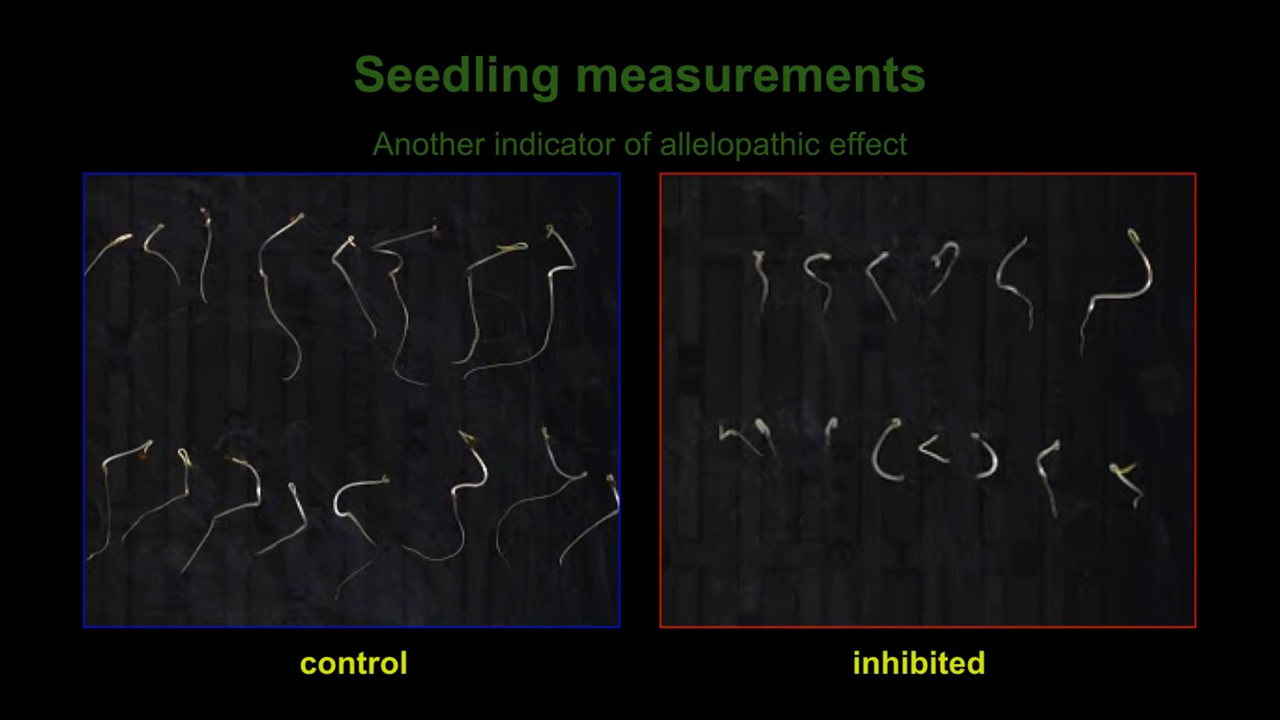 Seedling measurements
Another indicator of allelopathic effect
control
inhibited